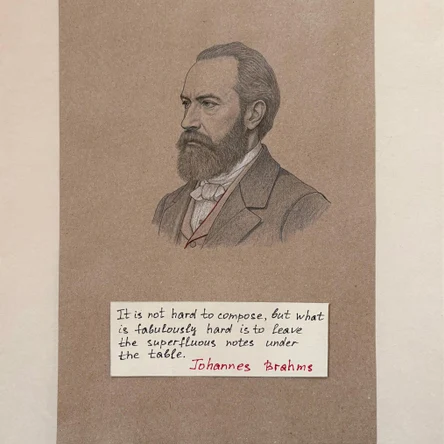 It is not hard to compose, but what
is fabulously hard is to leave
the superfluous notes under
the table.
Johannes Brahms